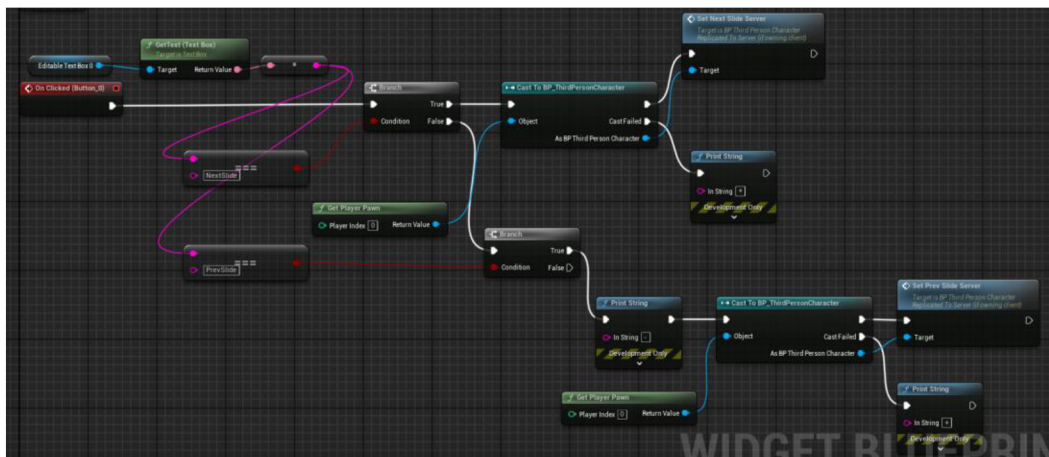 Set Next Slide Server
Target is BP Third Person Character
Replicated To Server (if owning client)
Target
GetText (Text Box)
Target is Text Box
Editable Text Box 0
Target
Return Value
On Clicked (Button_0)
Branch
True
Condition
False
Cast To BP_ThirdPersonCharacter
Object
Cast Failed
As BP Third Person Character
Print String
In String
Development Only
===
NextSlide
Get Player Pawn
Player Index 0
Return Value
===
PrevSlide
Branch
True
Condition
False
Print String
In String -
Development Only
Cast To BP_ThirdPersonCharacter
Object
Cast Failed
As BP Third Person Character
Set Prev Slide Server
Target is BP Third Person Character
Replicated To Server (if owning client)
Target
Get Player Pawn
Player Index 0
Return Value
Print String
In String
Development Only